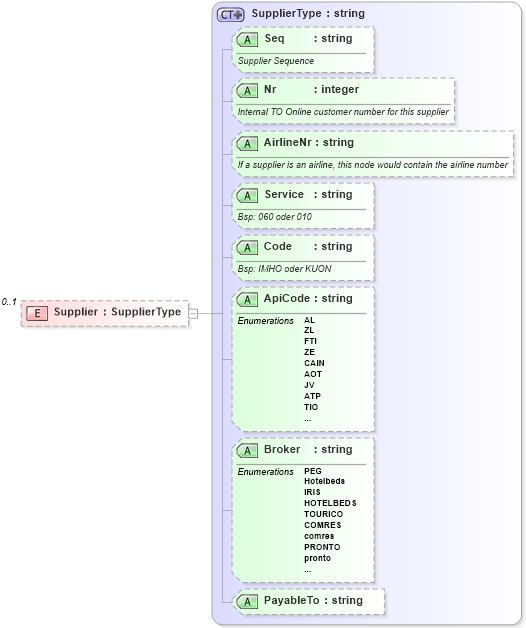 CT SupplierType : string
A Seq : string
Supplier Sequence
A Nr : integer
Internal TO Online customer number for this supplier
A AirlineNr : string
If a supplier is an airline, this node would contain the airline number
A Service : string
Bsp: 060 oder 010
A Code : string
Bsp: IMHO oder KUON
0..1
E Supplier : SupplierType
A ApiCode : string
Enumerations AL
ZL
FTI
ZE
CAIN
AOT
JV
ATP
TIO
...
A Broker : string
Enumerations PEG
Hotelbeds
IRIS
HOTELBEDS
TOURICO
COMRES
comres
PRONTO
pronto
...
A PayableTo : string